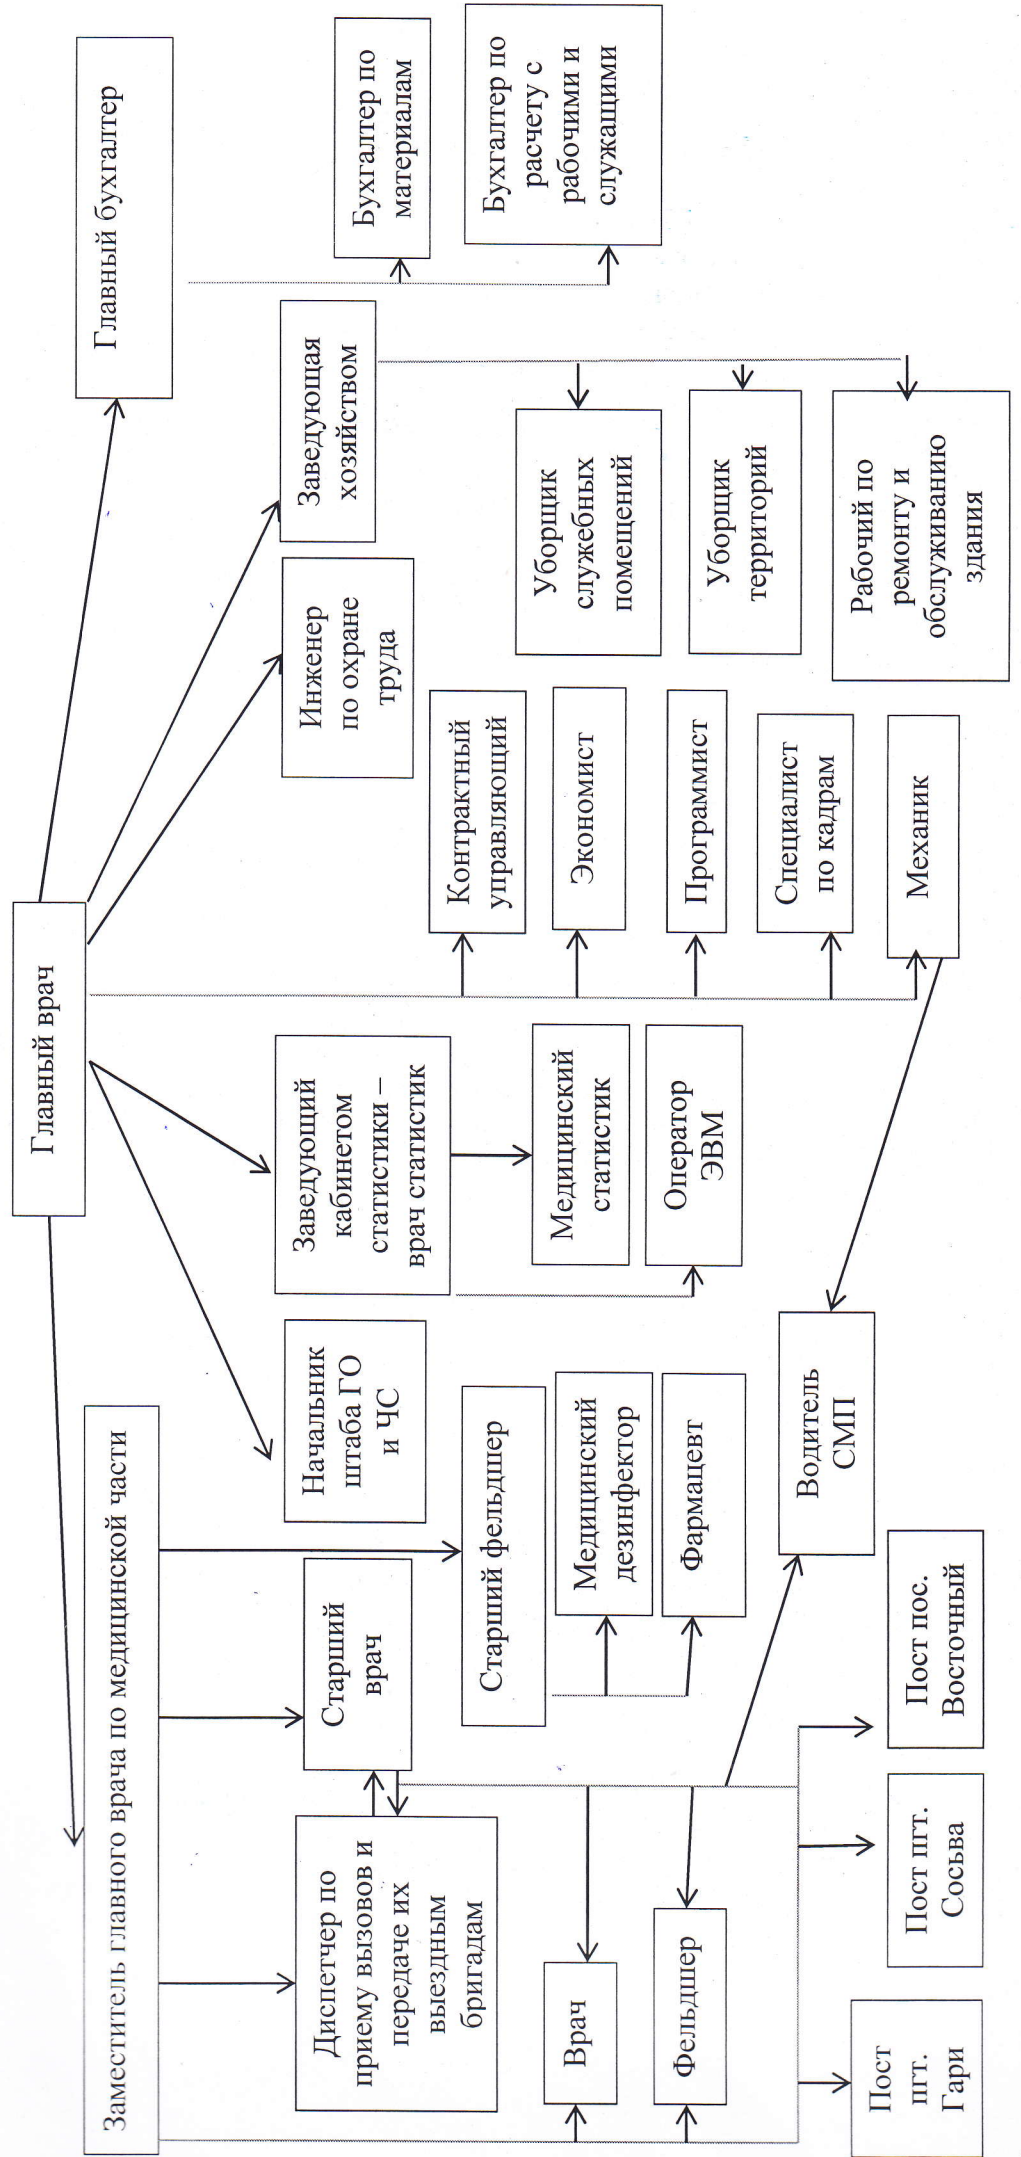 Главный врач
Заместитель главного врача по медицинской части
Главный бухгалтер
Диспетчер по
приему вызовов и
передаче их
выездным
бригадам
Старший
врач
Начальник
штаба ГО
и ЧС
Заведующий
кабинетом
статистики –
врач статистик
Инженер
по охране
труда
Заведующая
хозяйством
Бухгалтер по
материалам
Бухгалтер по
расчету с
рабочими и
служащими
Старший фельдшер
Медицинский
дезинфектор
Фармацевт
Медицинский
статистик
Оператор
ЭВМ
Контрактный
управляющий
Экономист
Программист
Специалист
по кадрам
Механик
Уборщик
служебных
помещений
Уборщик
территорий
Рабочий по
ремонту и
обслуживанию
здания
Врач
Фельдшер
Водитель
СМП
Пост
пгт.
Гари
Пост пгт.
Сосьва
Пост пос.
Восточный